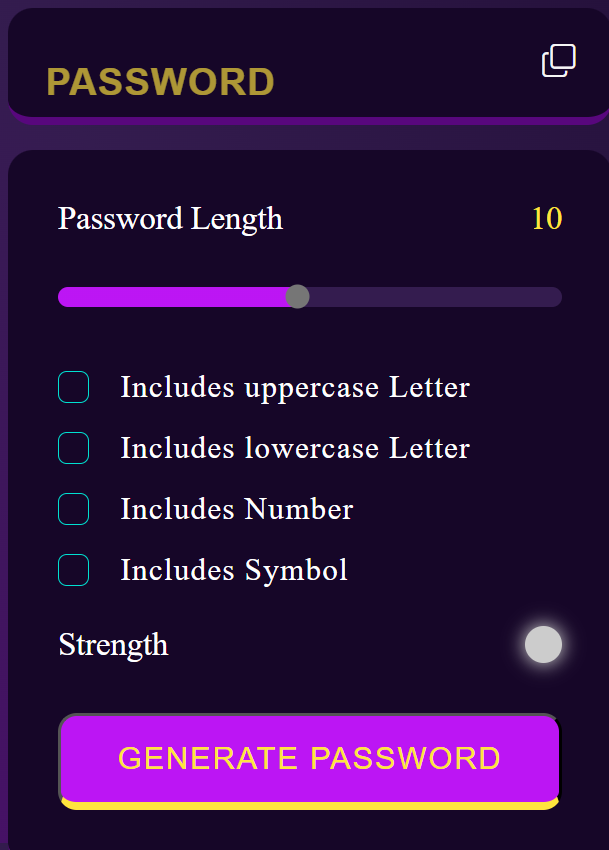 PASSWORD
Password Length 10
Includes uppercase Letter
Includes lowercase Letter
Includes Number
Includes Symbol
Strength
GENERATE PASSWORD